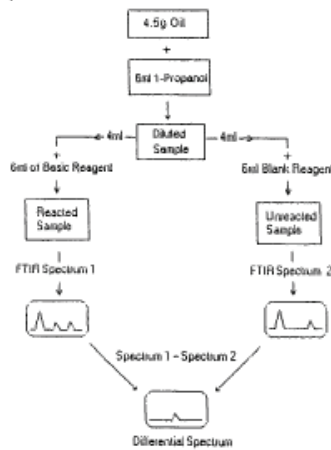 4.5g Oil
+
6ml 1-Propanol
4ml Diluted 4ml
Sample
+ +
6ml of Basic Reagent 6ml Blank Reagent
Reacted Unreacted
Sample Sample
FTIR Spectrum 1 FTIR Spectrum 2
Spectrum 1 - Spectrum 2
Differential Spectrum